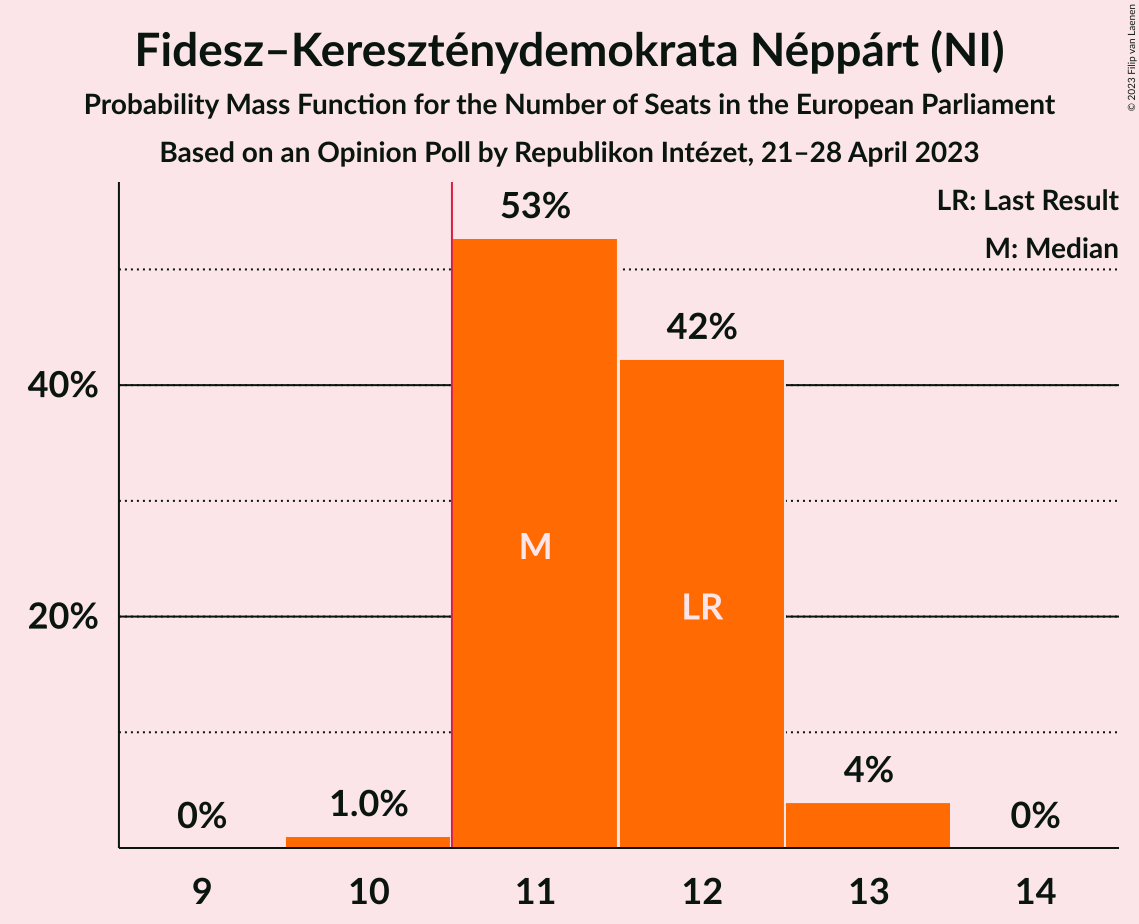 Fidesz–Kereszténydemokrata Néppárt (NI)
Probability Mass Function for the Number of Seats in the European Parliament
Based on an Opinion Poll by Republikon Intézet, 21–28 April 2023
© 2023 Filip van Laenen
LR: Last Result
M: Median
53%
42%
40%
M
LR
20%
4%
1.0%
0%
0%
9 10 11 12 13 14